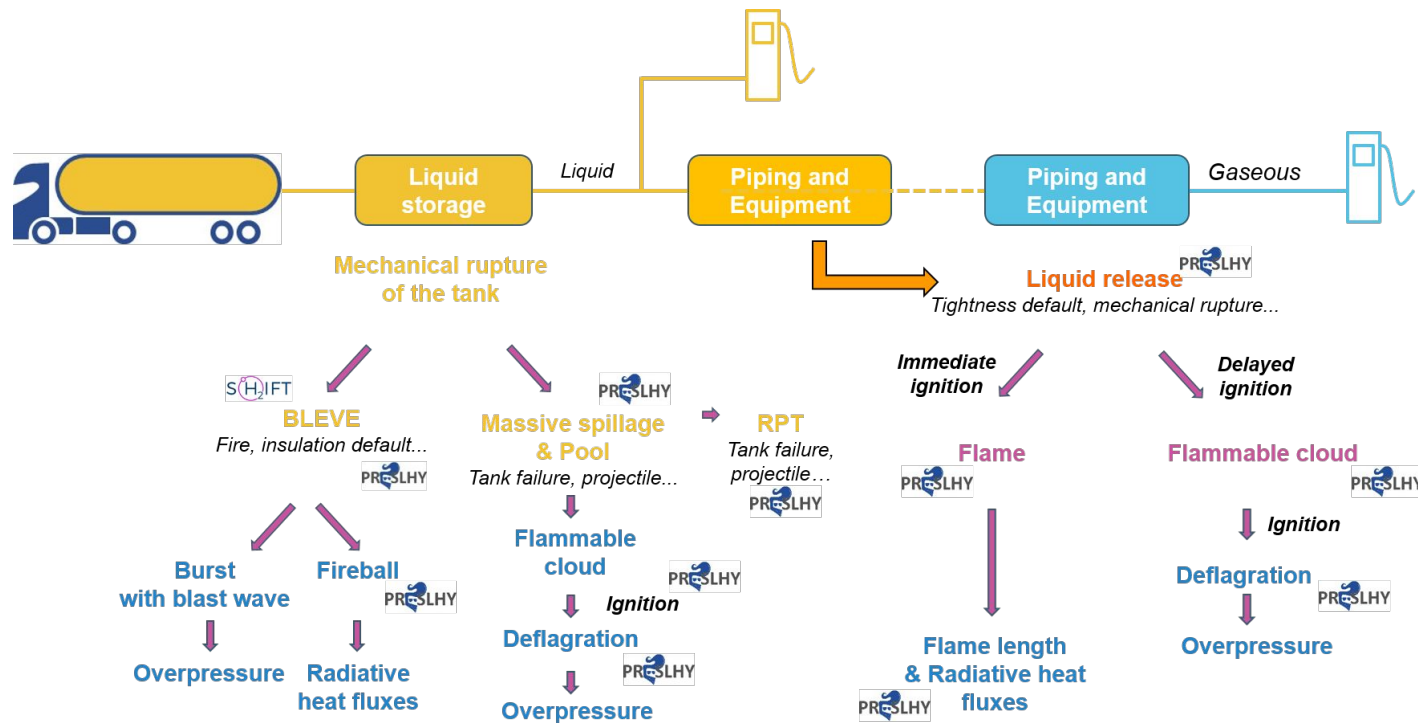 Liquid
storage
Liquid
Piping and
Equipment
Piping and
Equipment
Gaseous
Mechanical rupture
of the tank
PRESLHY
Liquid release
Tightness default, mechanical rupture...
SH2IFT
BLEVE
Fire, insulation default...
PRESLHY
PRESLHY
Massive spillage
& Pool
Tank failure, projectile...
RPT
Tank failure,
projectile…
PRESLHY
Immediate
ignition
Delayed
ignition
Flame
PRESLHY
Flammable cloud
PRESLHY
Burst
with blast wave
Fireball
PRESLHY
Flammable
cloud
PRESLHY
Ignition
Deflagration
PRESLHY
Overpressure
Ignition
Deflagration
PRESLHY
Overpressure
Overpressure
Radiative
heat fluxes
Flame length
& Radiative heat
fluxes
PRESLHY